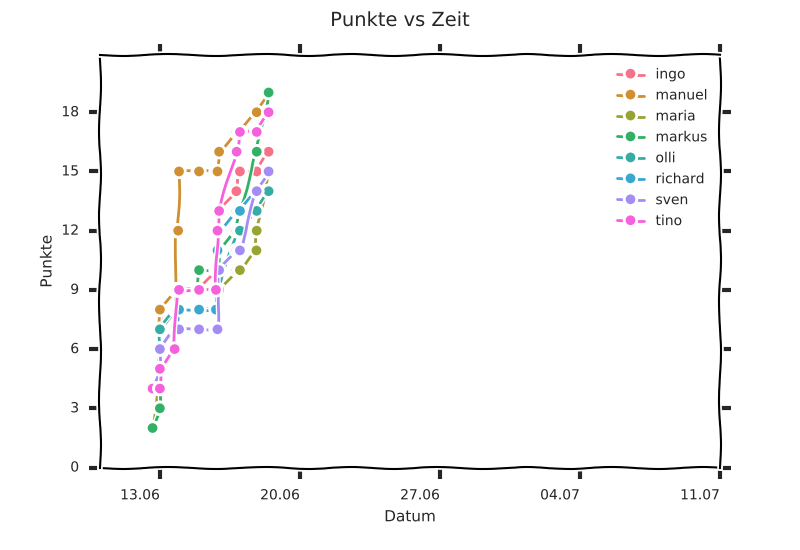 Punkte vs Zeit
ingo
manuel
maria
markus
olli
richard
sven
tino
18
15
12
9
6
3
0
Punkte
13.06 20.06 27.06 04.07 11.07
Datum